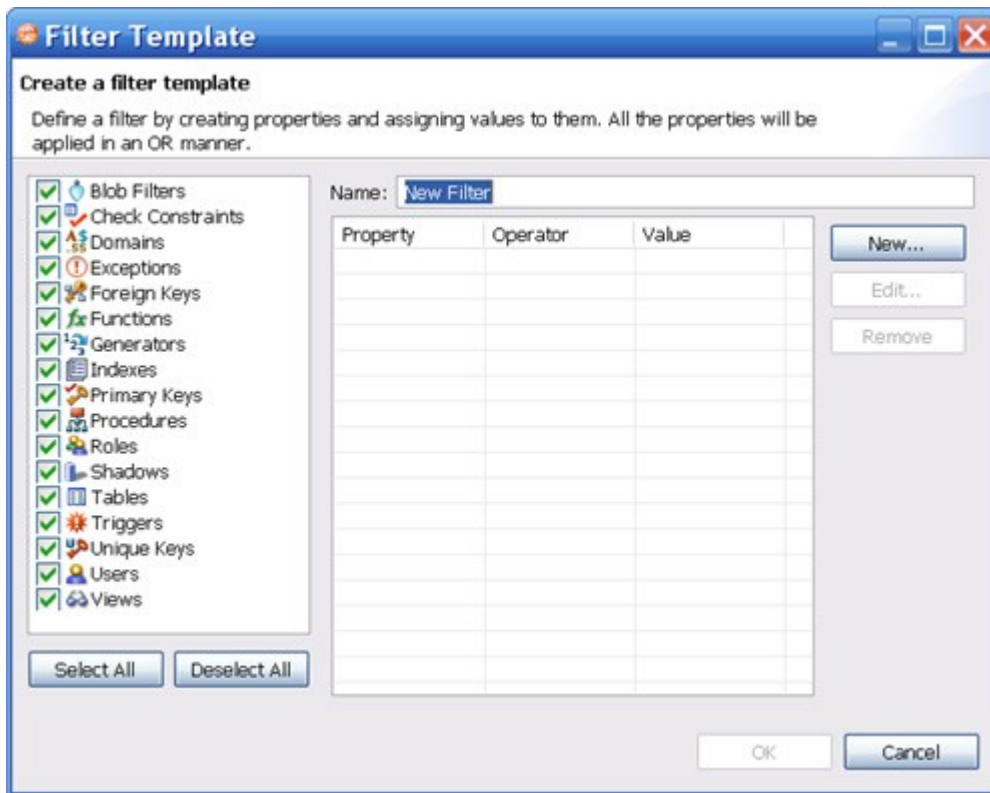 Filter Template
Create a filter template
Define a filter by creating properties and assigning values to them. All the properties will be
applied in an OR manner.
Blob Filters
Check Constraints
Domains
Exceptions
Foreign Keys
Functions
Generators
Indexes
Primary Keys
Procedures
Roles
Shadows
Tables
Triggers
Unique Keys
Users
Views
Select All
Deselect All
Name: New Filter
Property Operator Value
New...
Edit...
Remove
OK
Cancel